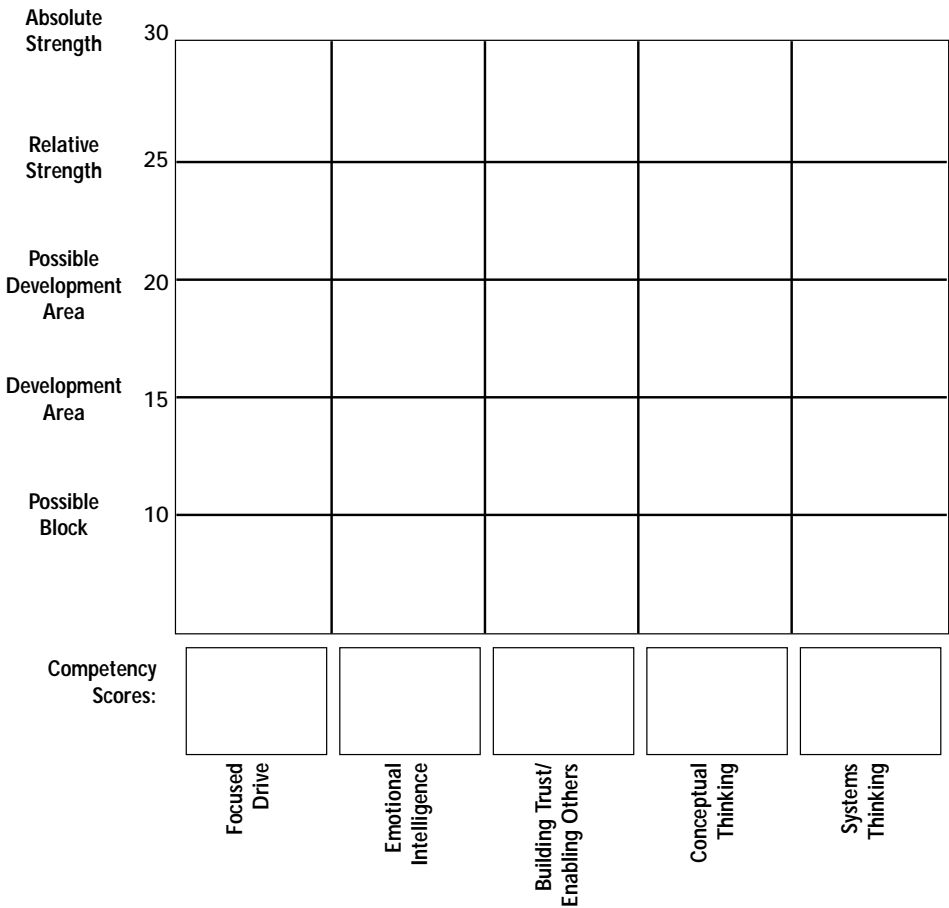 Absolute
Strength
30
Relative
Strength
25
Possible
Development
Area
20
Development
Area
15
Possible
Block
10
Competency
Scores:
Focused
Drive
Emotional
Intelligence
Building Trust/
Enabling Others
Conceptual
Thinking
Systems
Thinking